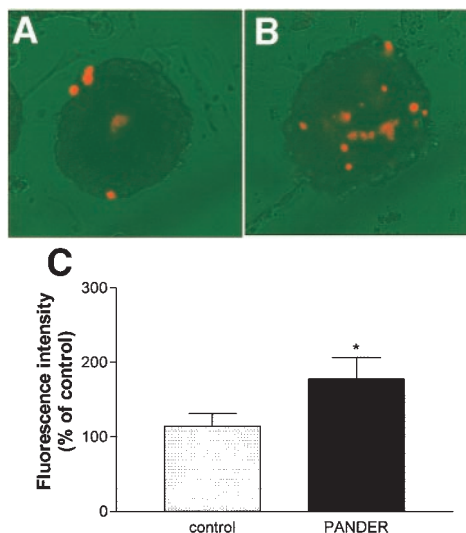 A
B
C
Fluorescence intensity
(% of control)
300
200
100
0
*
control
PANDER